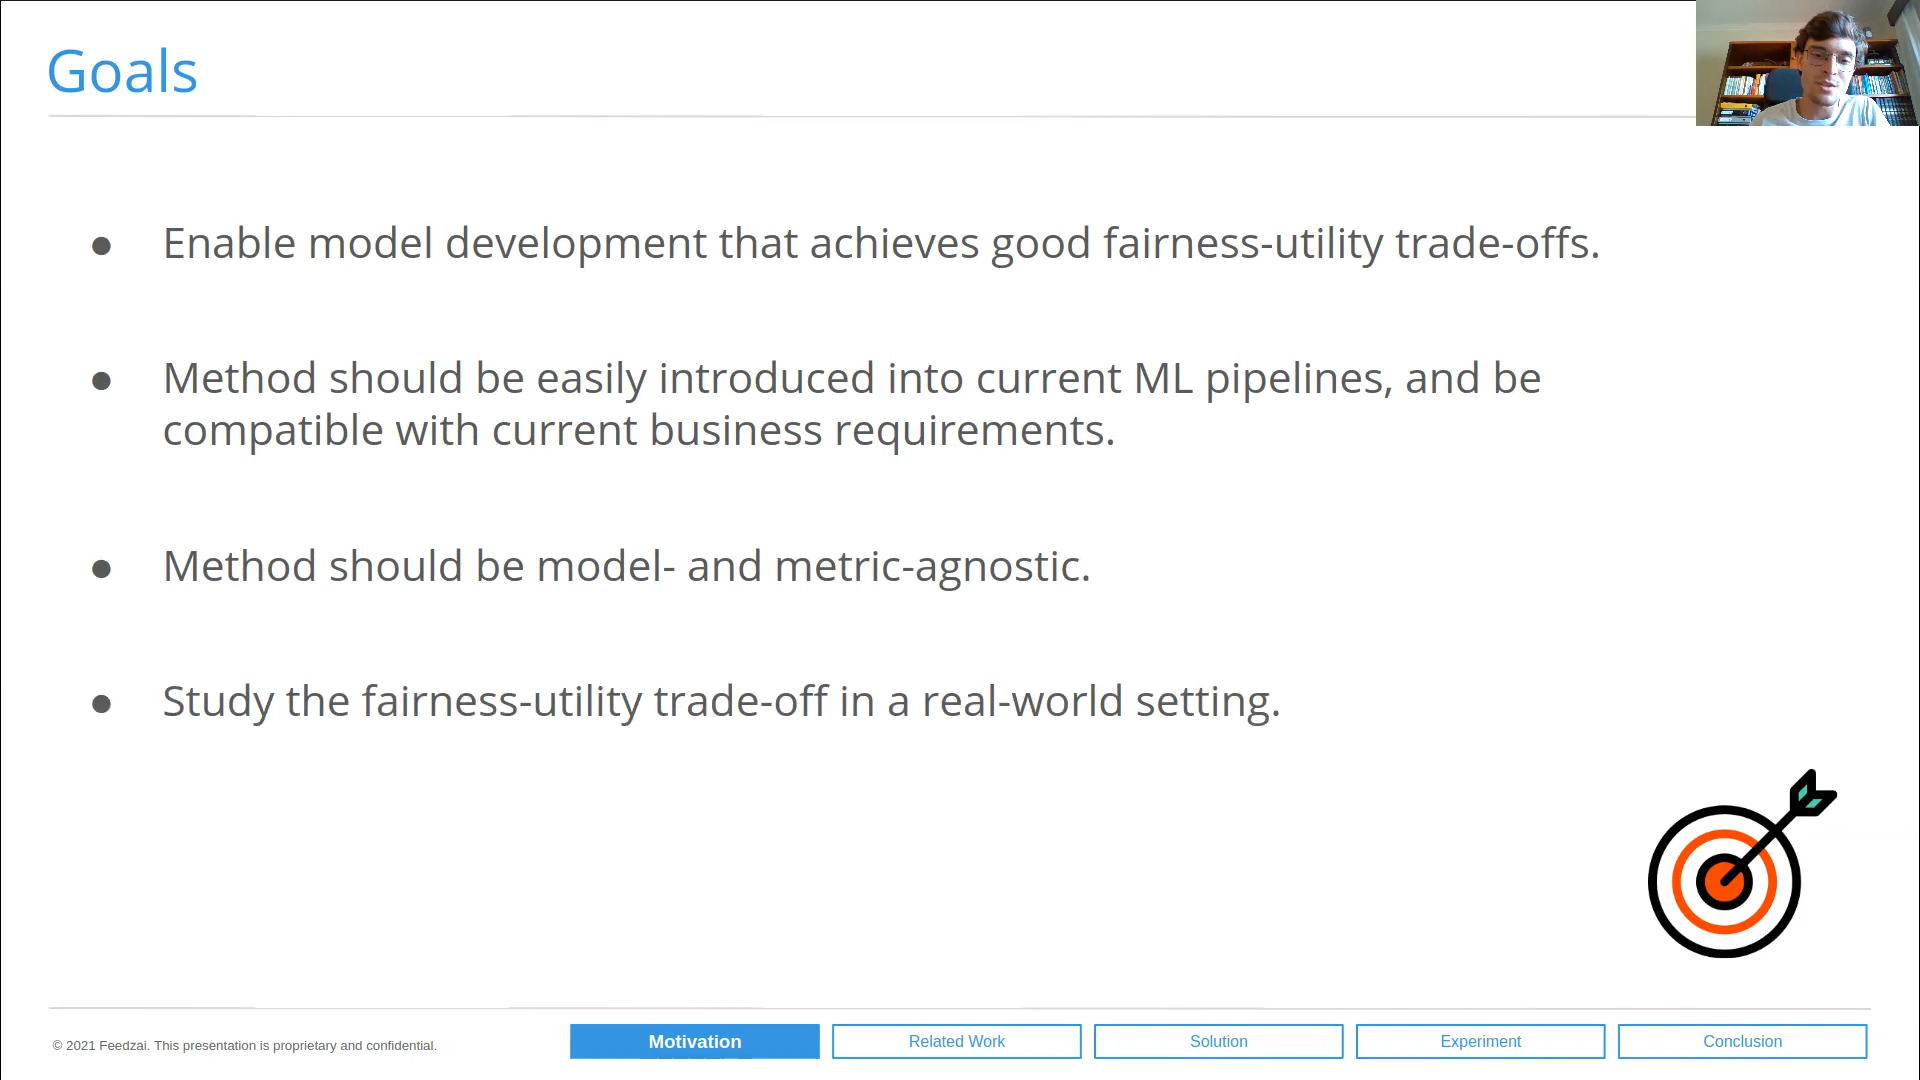 Goals
● Enable model development that achieves good fairness-utility trade-offs.
● Method should be easily introduced into current ML pipelines, and be
compatible with current business requirements.
● Method should be model- and metric-agnostic.
● Study the fairness-utility trade-off in a real-world setting.
© 2021 Feedzai. This presentation is proprietary and confidential.
Motivation
Related Work
Solution
Experiment
Conclusion